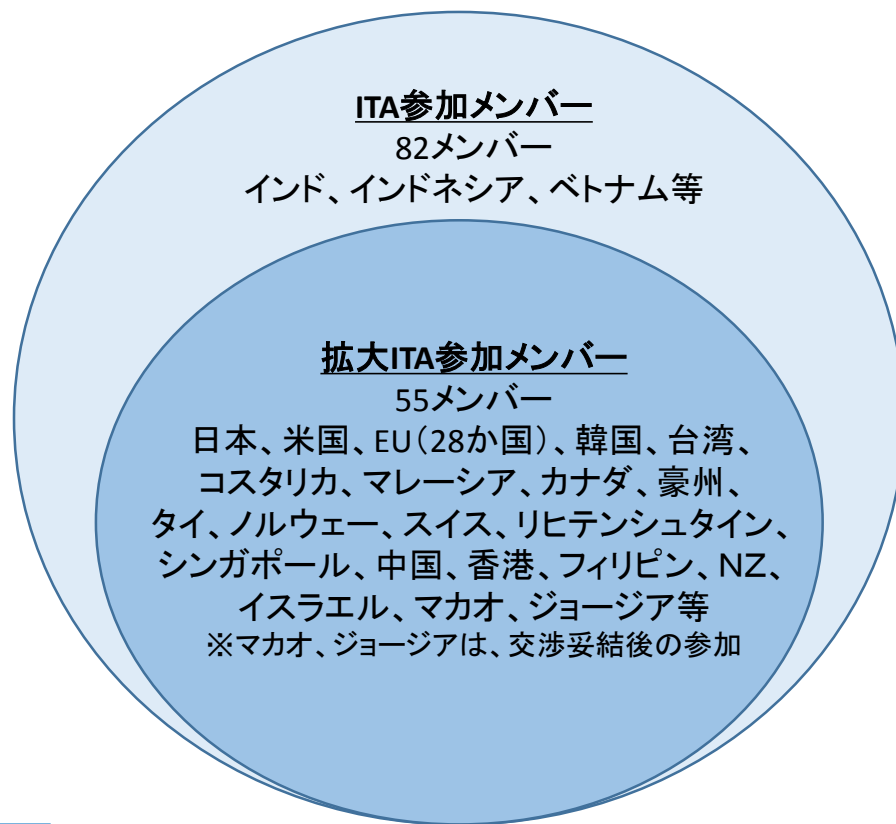 ITA参加メンバー
82メンバー
インド、インドネシア、ベトナム等
拡大ITA参加メンバー
55メンバー
日本、米国、EU（28か国）、韓国、台湾、
コスタリカ、マレーシア、カナダ、豪州、
タイ、ノルウェー、スイス、リヒテンシュタイン、
シンガポール、中国、香港、フィリピン、NZ、
イスラエル、マカオ、ジョージア等
※マカオ、ジョージアは、交渉妥結後の参加